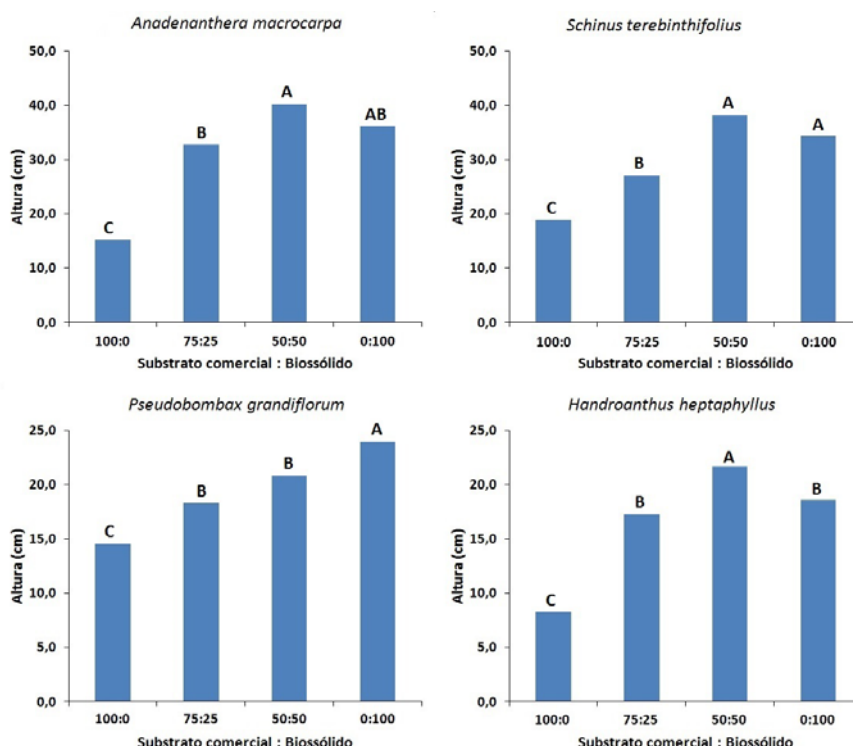 Anadenanthera macrocarpa
50,0
40,0
30,0
20,0
10,0
0,0
Altura (cm)
C
B
A
AB
100:0 75:25 50:50 0:100
Substrato comercial : Biossólido
Schinus terebinthifolius
50,0
40,0
30,0
20,0
10,0
0,0
Altura (cm)
C
B
A
A
100:0 75:25 50:50 0:100
Substrato comercial : Biossólido
Pseudobombax grandiflorum
25,0
20,0
15,0
10,0
5,0
0,0
Altura (cm)
C
B
B
A
100:0 75:25 50:50 0:100
Substrato comercial : Biossólido
Handroanthus heptaphyllus
25,0
20,0
15,0
10,0
5,0
0,0
Altura (cm)
C
B
A
B
100:0 75:25 50:50 0:100
Substrato comercial : Biossólido